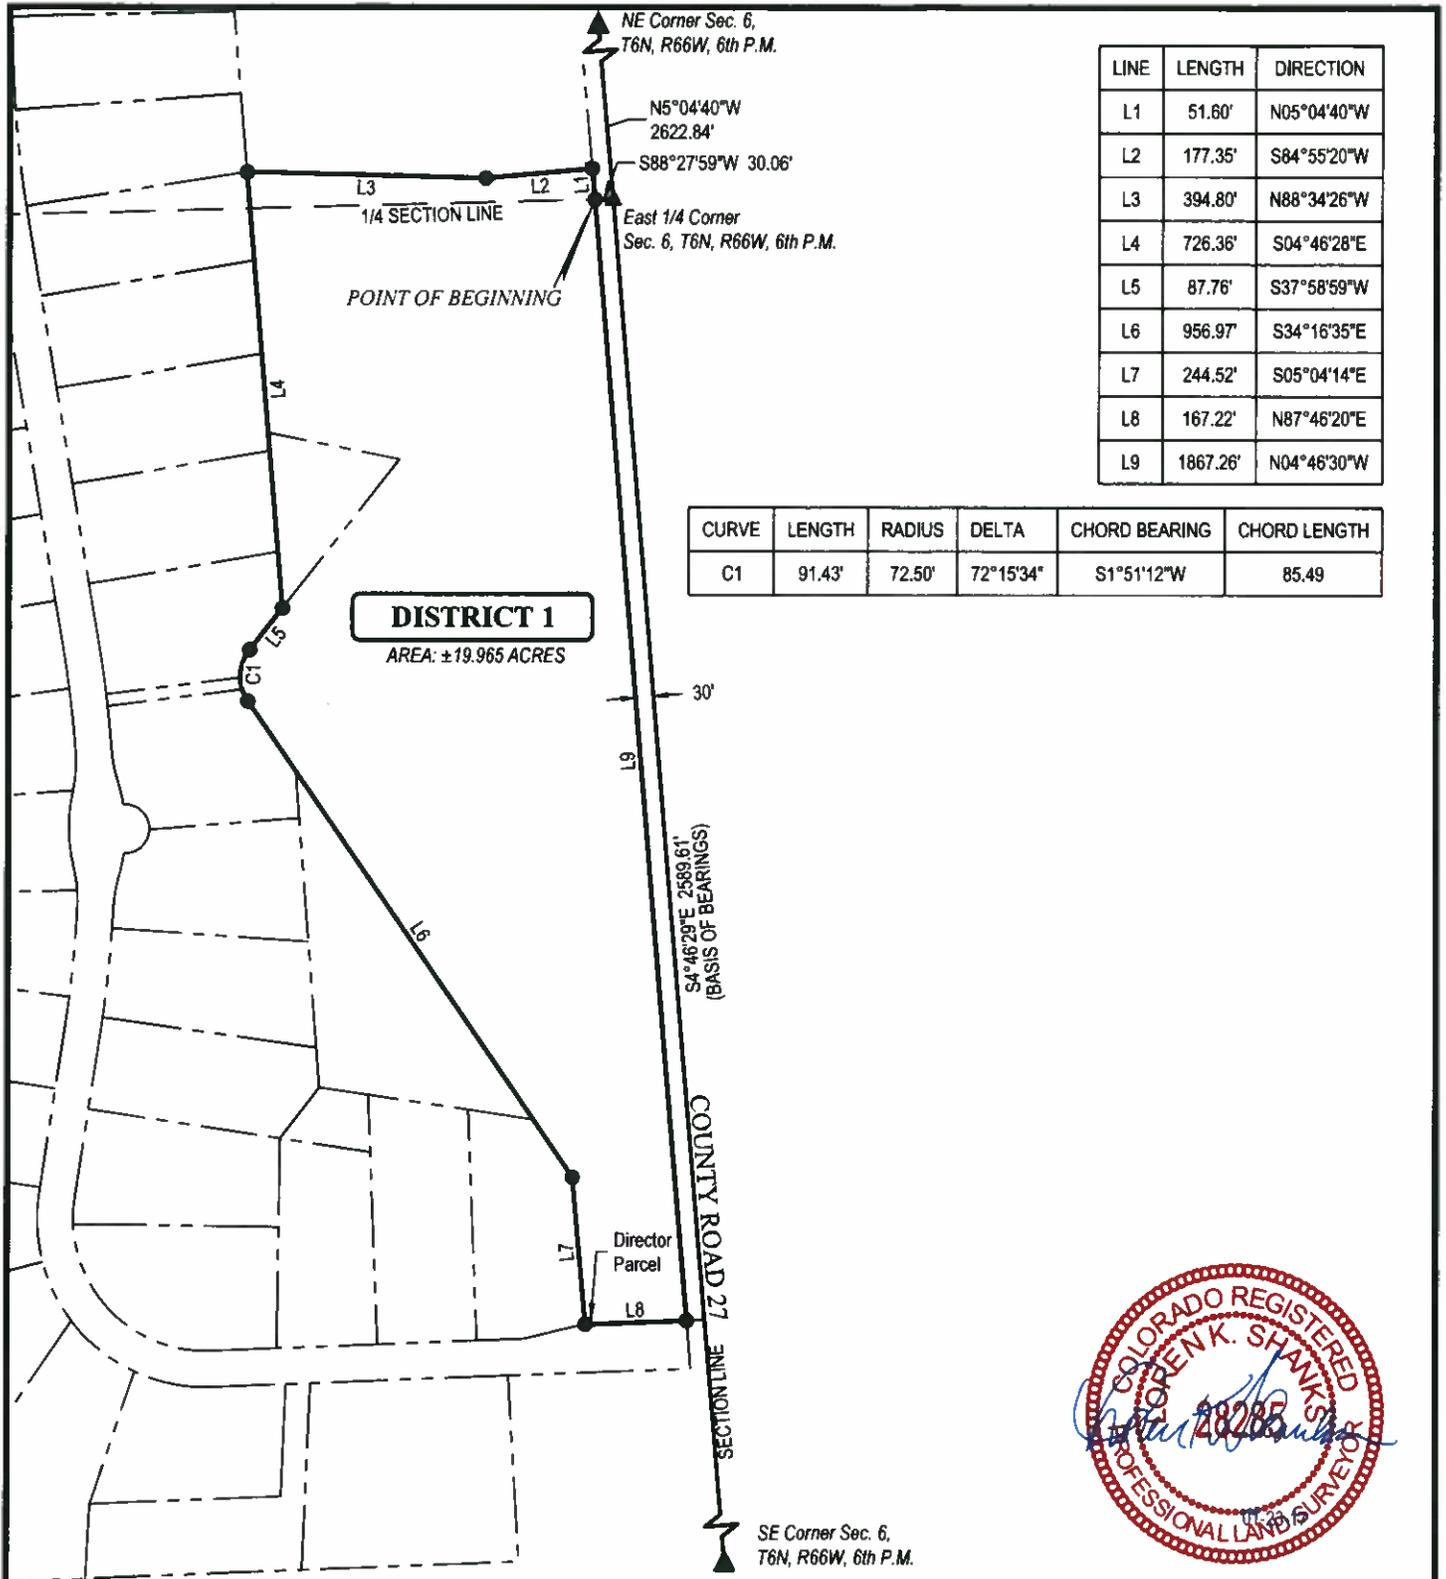 NE Corner Sec. 6,
T6N, R66W, 6th P.M.
N5°04'40"W
2622.84'
S88°27'59"W 30.06'
L3
L2
L1
1/4 SECTION LINE
East 1/4 Corner
Sec. 6, T6N, R66W, 6th P.M.
POINT OF BEGINNING
LINE LENGTH DIRECTION
L1 51.60' N05°04'40"W
L2 177.35' S84°55'20"W
L3 394.80' N88°34'26"W
L4 726.36' S04°46'28"E
L5 87.76' S37°58'59"W
L6 956.97' S34°16'35"E
L7 244.52' S05°04'14"E
L8 167.22' N87°46'20"E
L9 1867.26' N04°46'30"W
L4
CURVE LENGTH RADIUS DELTA CHORD BEARING CHORD LENGTH
C1 91.43' 72.50' 72°15'34" S1°51'12"W 85.49
DISTRICT 1
AREA: ±19.965 ACRES
L5
C1
30'
L9
S4°46'29"E 2589.61'
(BASIS OF BEARINGS)
L6
COUNTY ROAD 27
Director
Parcel
L7
L8
SECTION LINE
SE Corner Sec. 6,
T6N, R66W, 6th P.M.
COLORADO REGISTERED
LOREN K. SHANKS
28285
PROFESSIONAL LAND SURVEYOR